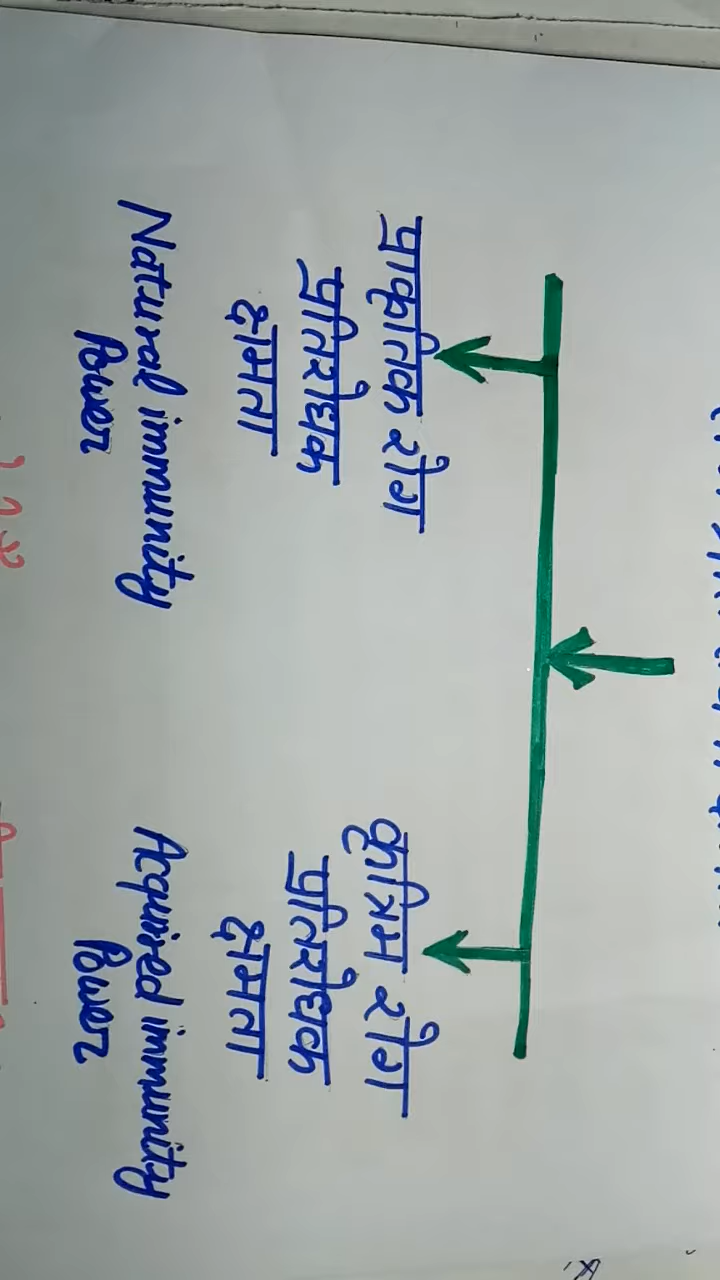 प्राकृतिक रोग
प्रतिरोधक
क्षमता
Natural immunity
Power
कृत्रिम रोग
प्रतिरोधक
क्षमता
Acquired immunity
Power